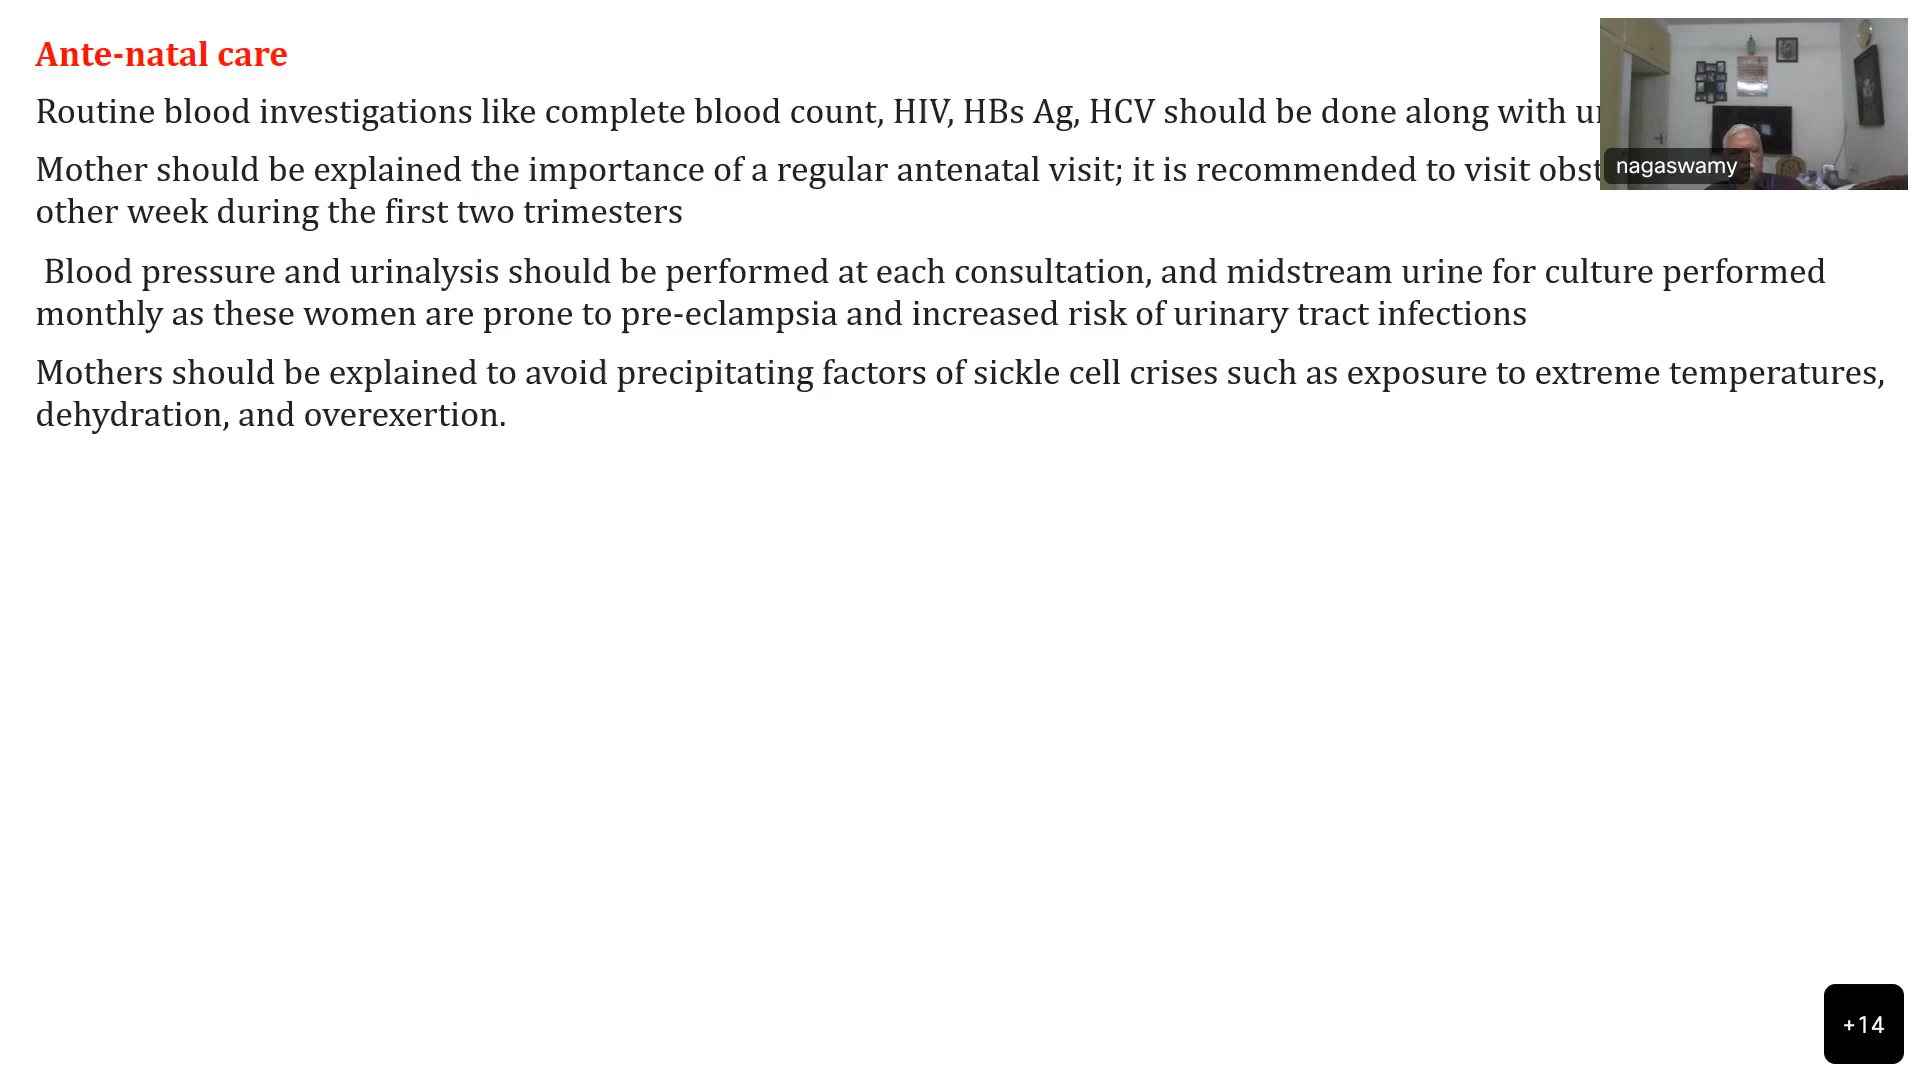 Ante-natal care
Routine blood investigations like complete blood count, HIV, HBs Ag, HCV should be done along with
Mother should be explained the importance of a regular antenatal visit; it is recommended to visit
other week during the first two trimesters
Blood pressure and urinalysis should be performed at each consultation, and midstream urine for culture performed
monthly as these women are prone to pre-eclampsia and increased risk of urinary tract infections
Mothers should be explained to avoid precipitating factors of sickle cell crises such as exposure to extreme temperatures,
dehydration, and overexertion.
nagaswamy
+14